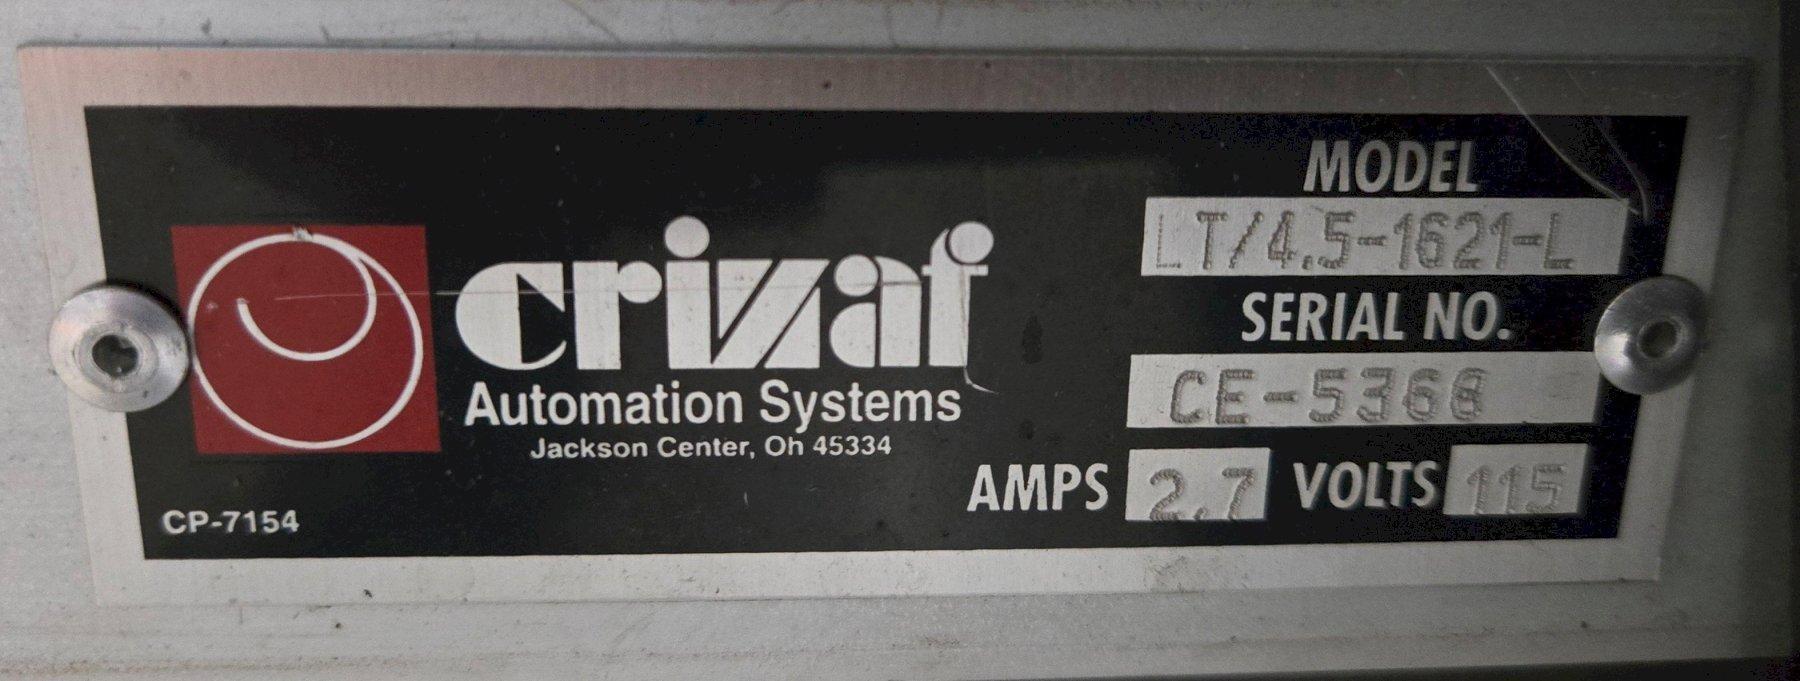 crizaf
Automation Systems
Jackson Center, Oh 45334
CP-7154
MODEL
LT/4.5-1621-L
SERIAL NO.
CE-5368
AMPS 2.7 VOLTS 115